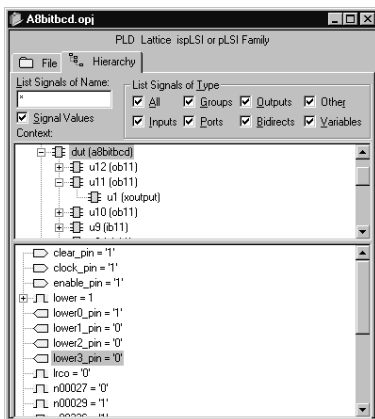 A8bitbcd.opj
PLD Lattice ispLSI or pLSI Family
File Hierarchy
List Signals of Name:
*
Signal Values
List Signals of Type
All Groups Outputs Other
Inputs Ports Bidirects Variables
Context:
dut (a8bitbcd)
u12 (ob11)
u11 (ob11)
u1 (xoutput)
u10 (ob11)
u9 (ib11)
clear_pin = '1'
clock_pin = '1'
enable_pin = '1'
lower = 1
lower0_pin = '1'
lower1_pin = '0'
lower2_pin = '0'
lower3_pin = '0'
lrco = '0'
n00027 = '0'
n00029 = '1'